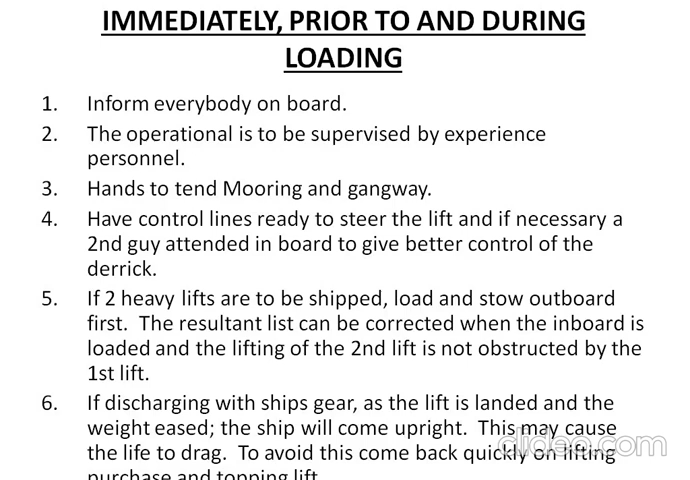 IMMEDIATELY, PRIOR TO AND DURING
LOADING
1. Inform everybody on board.
2. The operational is to be supervised by experience
personnel.
3. Hands to tend Mooring and gangway.
4. Have control lines ready to steer the lift and if necessary a
2nd guy attended in board to give better control of the
derrick.
5. If 2 heavy lifts are to be shipped, load and stow outboard
first. The resultant list can be corrected when the inboard is
loaded and the lifting of the 2nd lift is not obstructed by the
1st lift.
6. If discharging with ships gear, as the lift is landed and the
weight eased; the ship will come upright. This may cause
the life to drag. To avoid this come back quickly on lifting
purchase and topping lift.
dideo.com